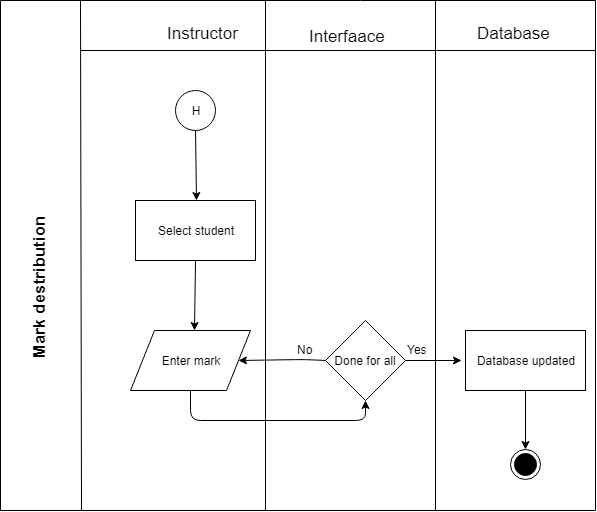 Instructor
Interfaace
Database
H
Select student
Mark destribution
Enter mark
No
Done for all
Yes
Database updated